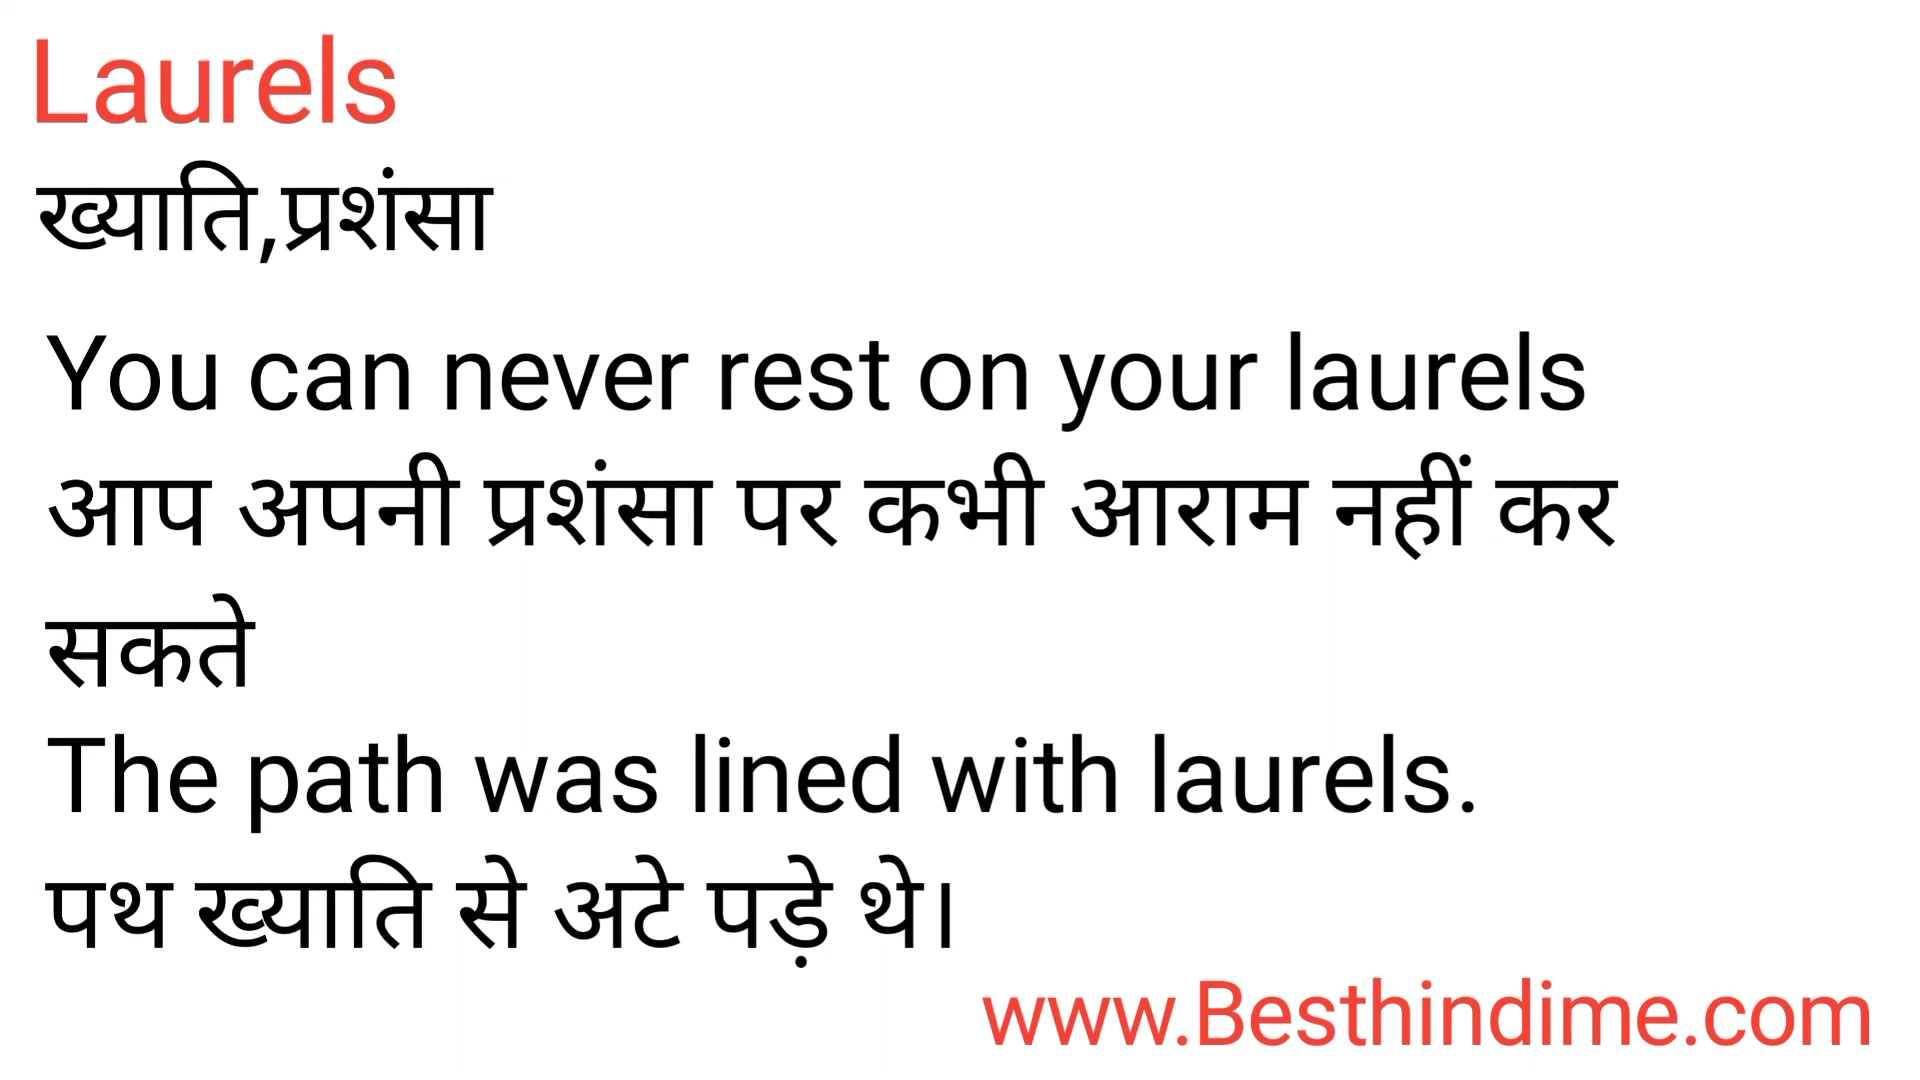 Laurels
ख्याति,प्रशंसा
You can never rest on your laurels
आप अपनी प्रशंसा पर कभी आराम नहीं कर
सकते
The path was lined with laurels.
पथ ख्याति से अटे पड़े थे।
www.Besthindime.com